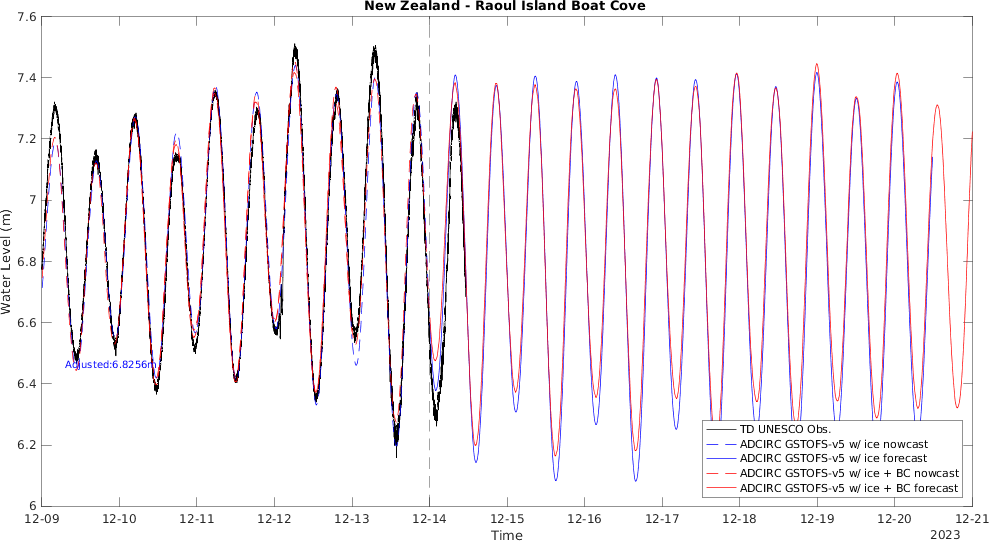 New Zealand - Raoul Island Boat Cove
7.6
7.4
7.2
7
6.8
6.6
6.4
6.2
6
Water Level (m)
Adjusted:6.8256m
TD UNESCO Obs.
ADCIRC GSTOFS-v5 w/ ice nowcast
ADCIRC GSTOFS-v5 w/ ice forecast
ADCIRC GSTOFS-v5 w/ ice + BC nowcast
ADCIRC GSTOFS-v5 w/ ice + BC forecast
12-09 12-10 12-11 12-12 12-13 12-14 12-15 12-16 12-17 12-18 12-19 12-20 12-21
Time
2023